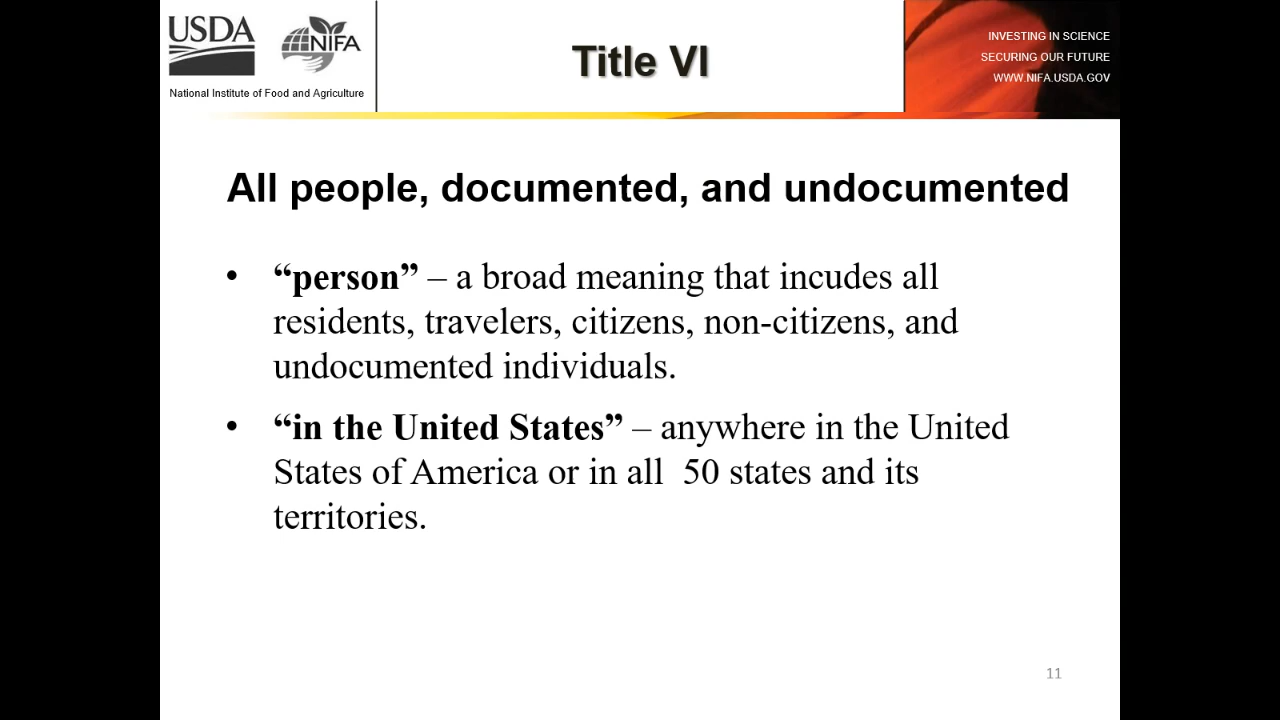 USDA
NIFA
National Institute of Food and Agriculture
Title VI
INVESTING IN SCIENCE
SECURING OUR FUTURE
WWW.NIFA.USDA.GOV
All people, documented, and undocumented
• “person” – a broad meaning that incudes all
residents, travelers, citizens, non-citizens, and
undocumented individuals.
• “in the United States” – anywhere in the United
States of America or in all  50 states and its
territories.
11